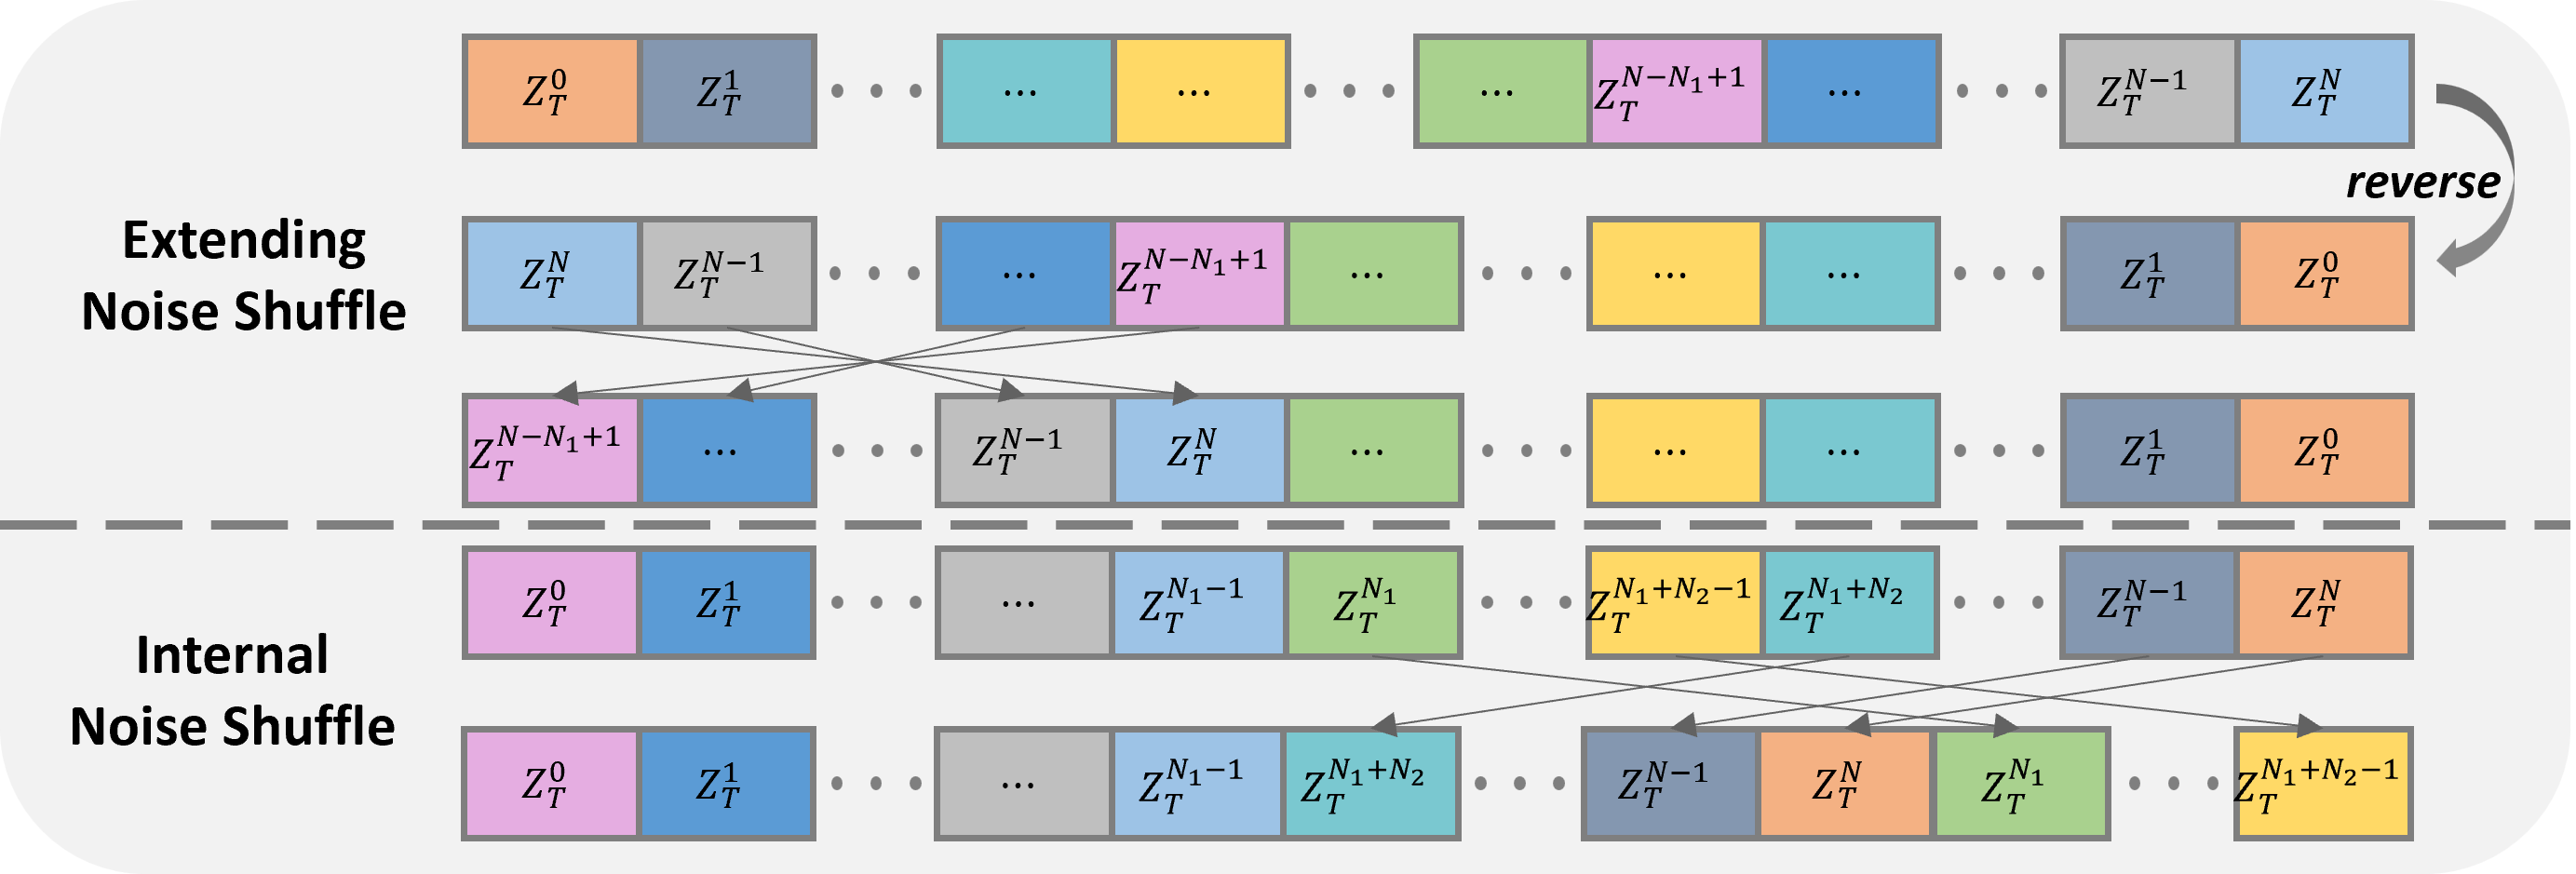 Z_T^0 Z_T^1 ... ... ... Z_T^{N-N_1+1} ... Z_T^{N-1} Z_T^N
reverse
Extending
Noise Shuffle
Z_T^N Z_T^{N-1} ... Z_T^{N-N_1+1} ... ... ... Z_T^1 Z_T^0
Z_T^{N-N_1+1} ... Z_T^{N-1} Z_T^N ... ... ... Z_T^1 Z_T^0
Internal
Noise Shuffle
Z_T^0 Z_T^1 ... Z_T^{N_1-1} Z_T^{N_1} Z_T^{N_1+N_2-1} Z_T^{N_1+N_2} Z_T^{N-1} Z_T^N
Z_T^0 Z_T^1 ... Z_T^{N_1-1} Z_T^{N_1+N_2} Z_T^{N-1} Z_T^N Z_T^{N_1} Z_T^{N_1+N_2-1}